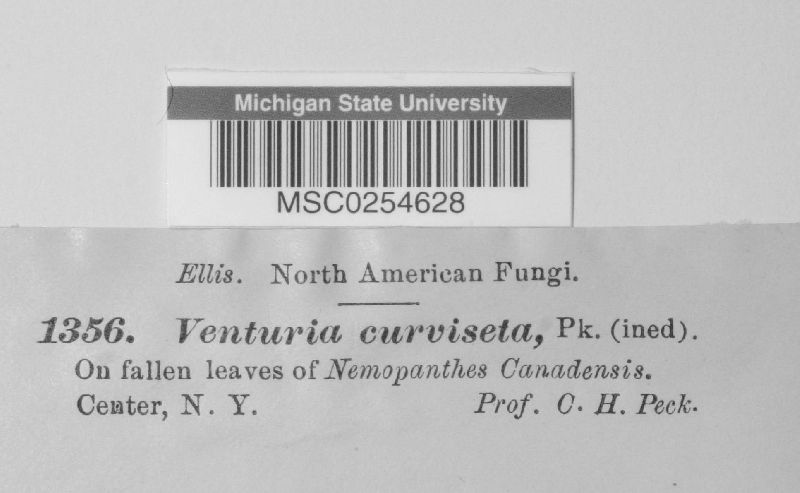 Michigan State University
MSC0254628
Ellis. North American Fungi.
1356. Venturia curviseta, Pk. (ined).
On fallen leaves of Nemopanthes Canadensis.
Center, N. Y. Prof. C. H. Peck.